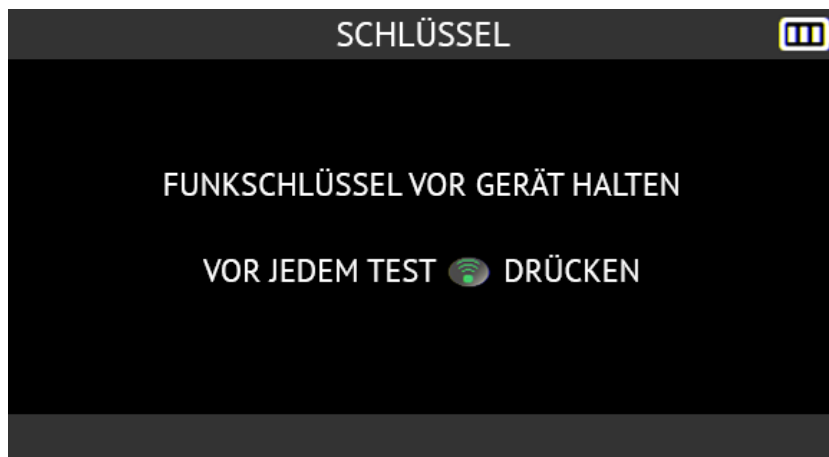 SCHLÜSSEL
FUNKSCHLÜSSEL VOR GERÄT HALTEN
VOR JEDEM TEST DRÜCKEN